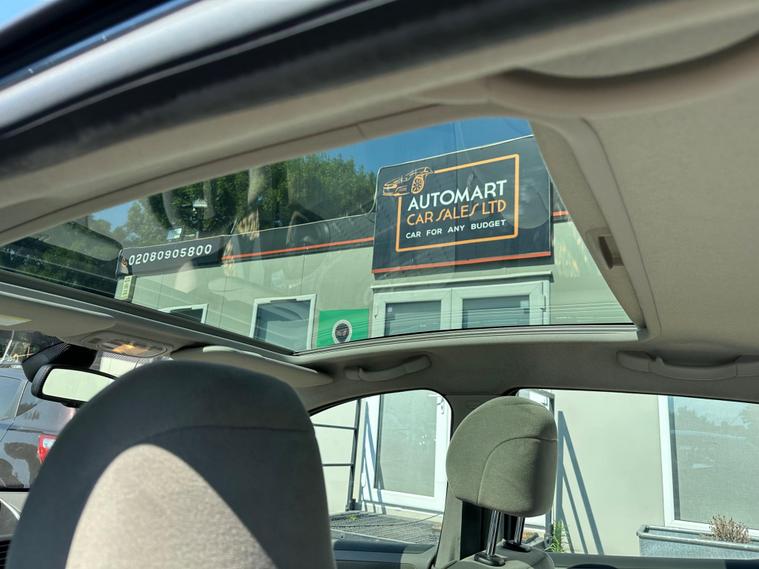 AUTOMART
CAR SALES LTD
CAR FOR ANY BUDGET
02080905800